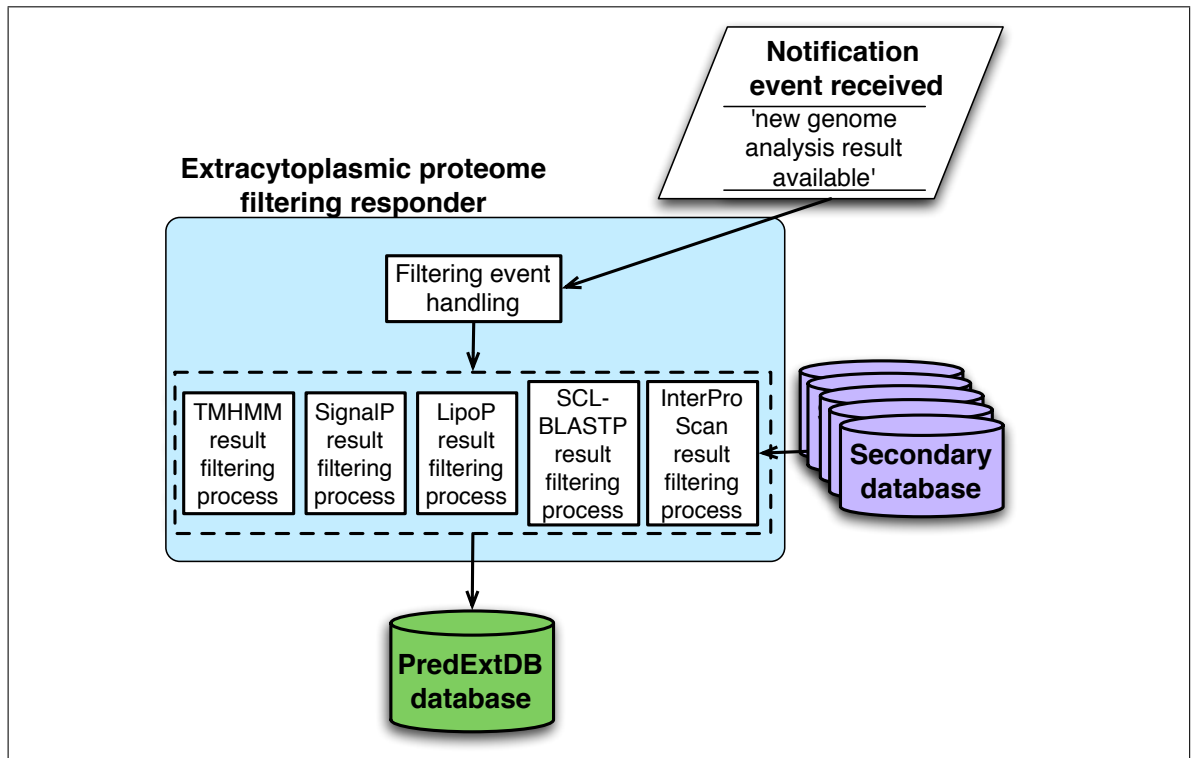 Notification
event received
'new genome
analysis result
available'
Extracytoplasmic proteome
filtering responder
Filtering event
handling
TMHMM
result
filtering
process
SignalP
result
filtering
process
LipoP
result
filtering
process
SCL-
BLASTP
result
filtering
process
InterPro
Scan
result
filtering
process
Secondary
database
PredExtDB
database